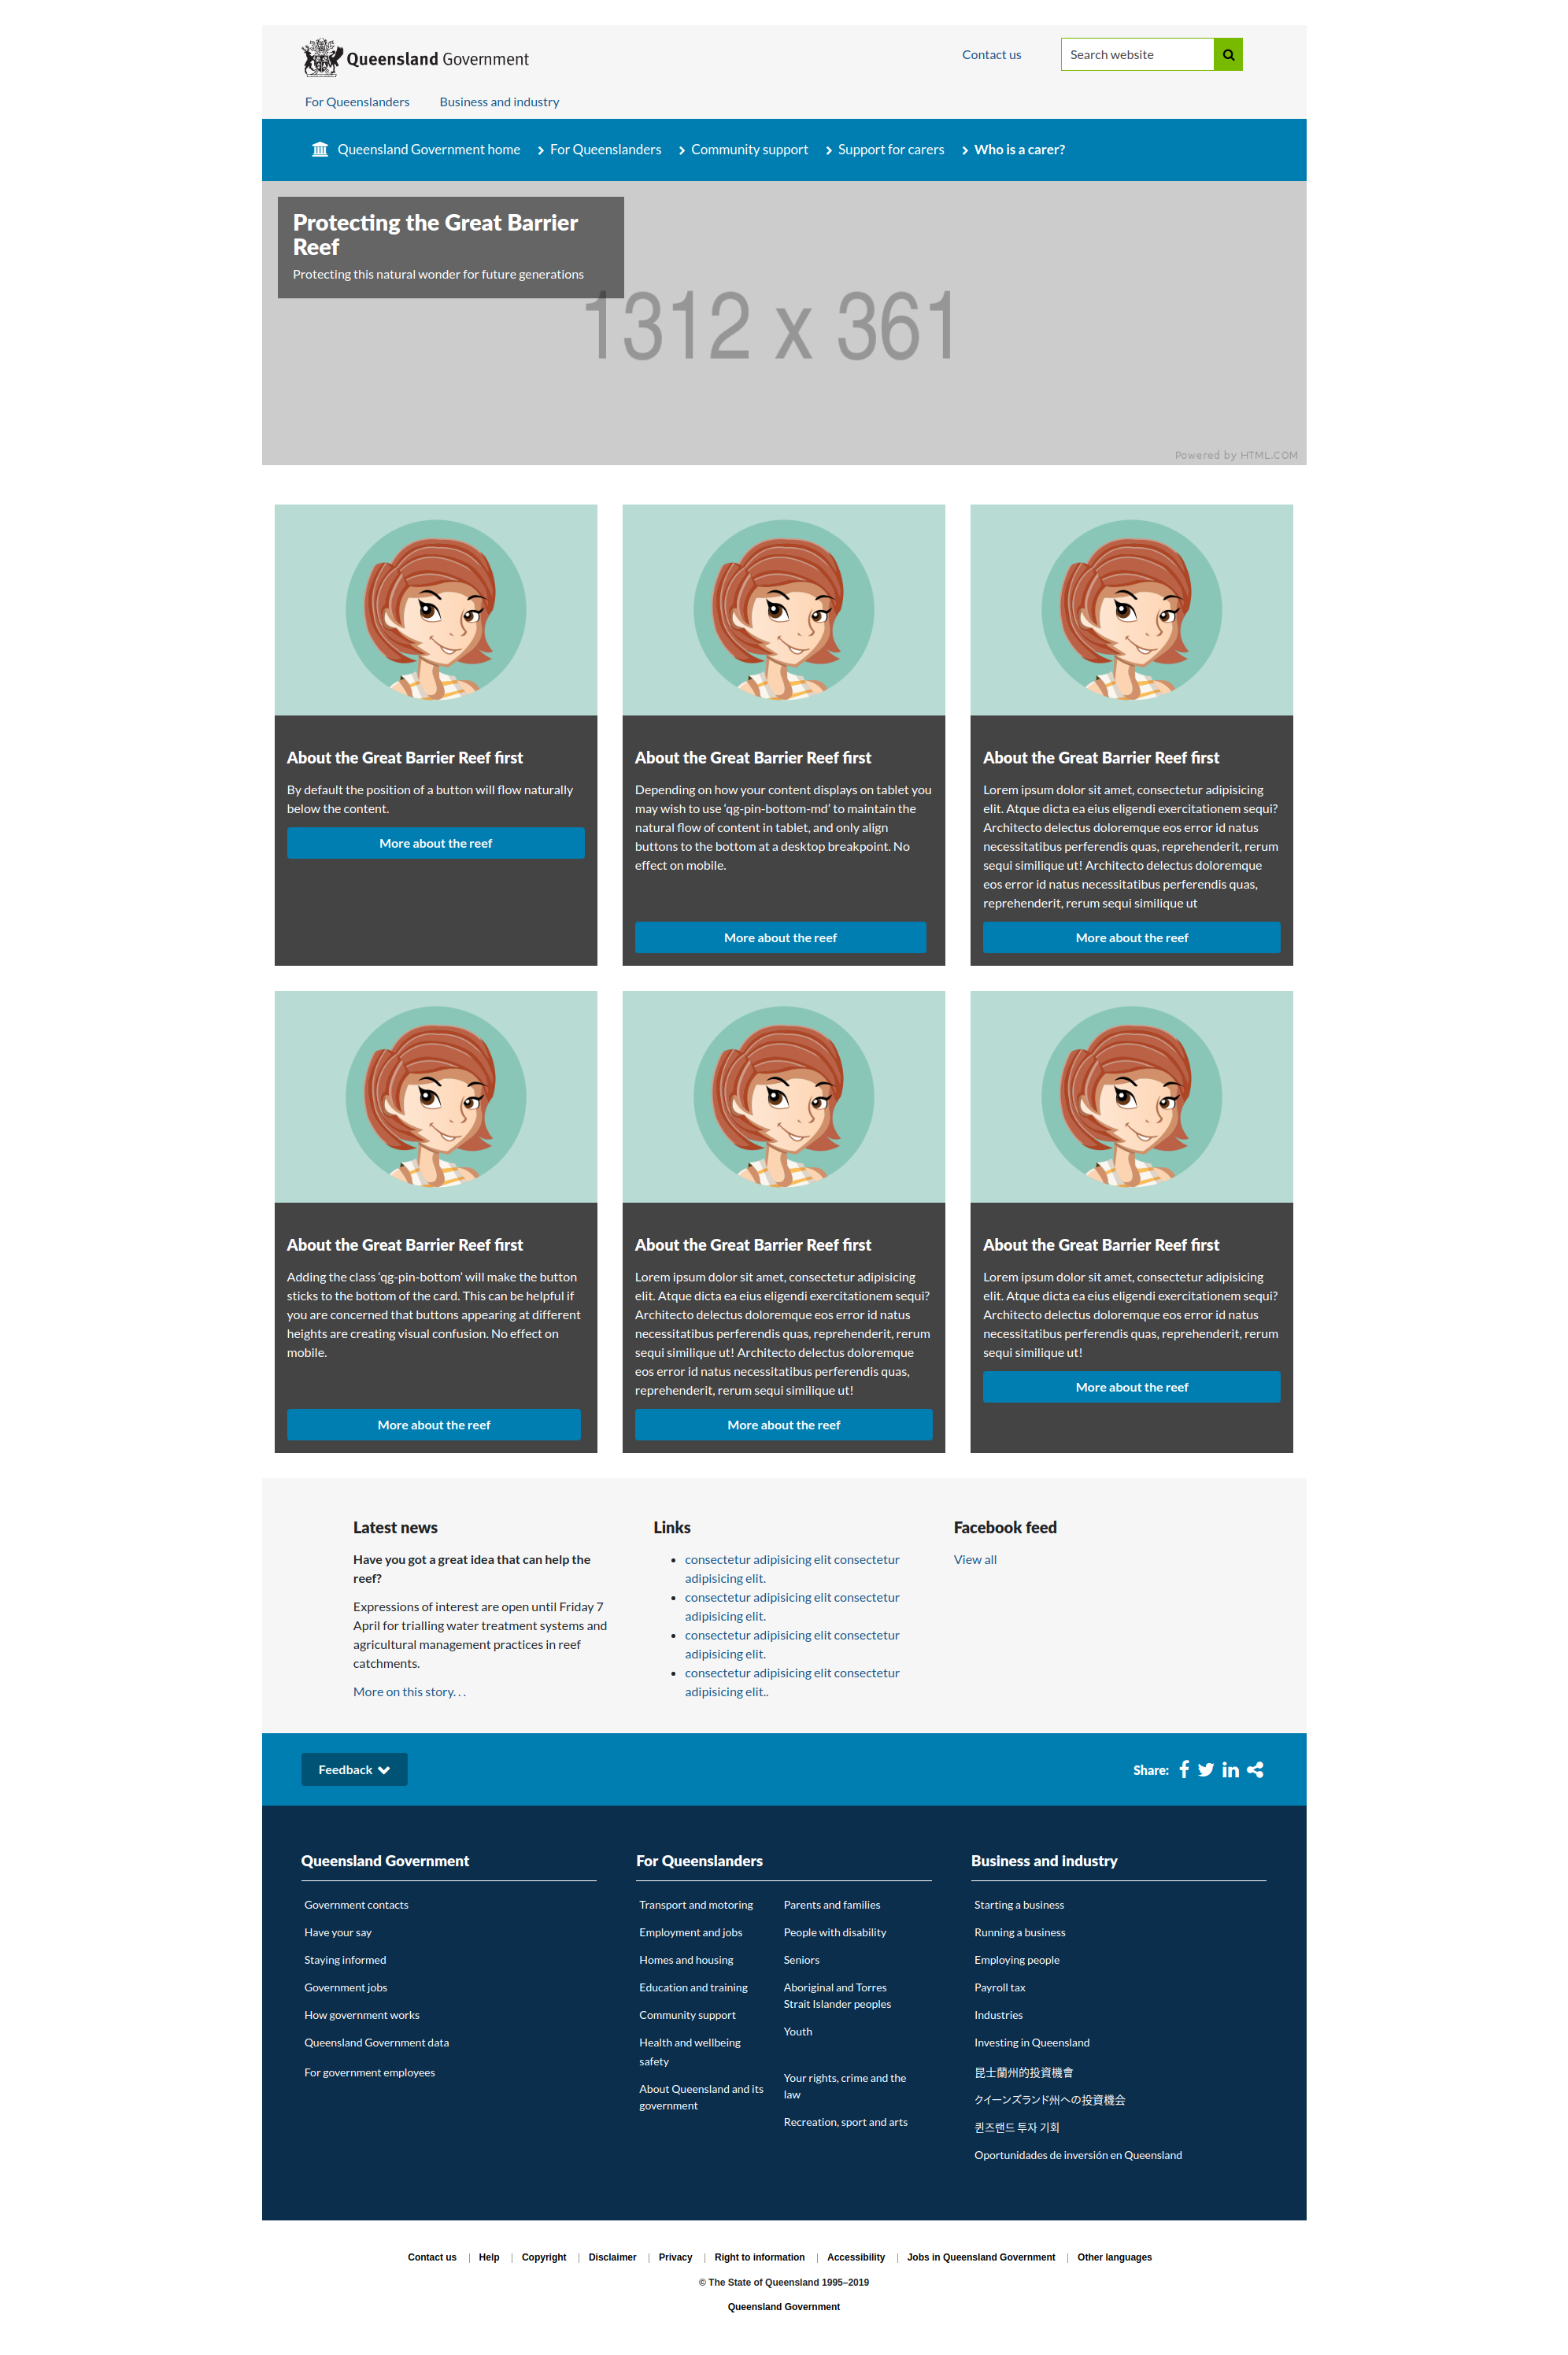 Queensland Government
Contact us
Search website
For Queenslanders
Business and industry
Queensland Government home
For Queenslanders
Community support
Support for carers
Who is a carer?
Protecting the Great Barrier
Reef
Protecting this natural wonder for future generations
1312 x 361
Powered by HTML.COM
About the Great Barrier Reef first
By default the position of a button will flow naturally
below the content.
More about the reef
About the Great Barrier Reef first
Depending on how your content displays on tablet you
may wish to use ‘qg-pin-bottom-md’ to maintain the
natural flow of content in tablet, and only align
buttons to the bottom at a desktop breakpoint. No
effect on mobile.
More about the reef
About the Great Barrier Reef first
Lorem ipsum dolor sit amet, consectetur adipisicing
elit. Atque dicta ea eius eligendi exercitationem sequi?
Architecto delectus doloremque eos error id natus
necessitatibus perferendis quas, reprehenderit, rerum
sequi similique ut! Architecto delectus doloremque
eos error id natus necessitatibus perferendis quas,
reprehenderit, rerum sequi similique ut
More about the reef
About the Great Barrier Reef first
Adding the class ‘qg-pin-bottom’ will make the button
sticks to the bottom of the card. This can be helpful if
you are concerned that buttons appearing at different
heights are creating visual confusion. No effect on
mobile.
More about the reef
About the Great Barrier Reef first
Lorem ipsum dolor sit amet, consectetur adipisicing
elit. Atque dicta ea eius eligendi exercitationem sequi?
Architecto delectus doloremque eos error id natus
necessitatibus perferendis quas, reprehenderit, rerum
sequi similique ut! Architecto delectus doloremque
eos error id natus necessitatibus perferendis quas,
reprehenderit, rerum sequi similique ut!
More about the reef
About the Great Barrier Reef first
Lorem ipsum dolor sit amet, consectetur adipisicing
elit. Atque dicta ea eius eligendi exercitationem sequi?
Architecto delectus doloremque eos error id natus
necessitatibus perferendis quas, reprehenderit, rerum
sequi similique ut!
More about the reef
Latest news
Have you got a great idea that can help the
reef?
Expressions of interest are open until Friday 7
April for trialling water treatment systems and
agricultural management practices in reef
catchments.
More on this story. . .
Links
consectetur adipisicing elit consectetur
adipisicing elit.
consectetur adipisicing elit consectetur
adipisicing elit.
consectetur adipisicing elit consectetur
adipisicing elit.
consectetur adipisicing elit consectetur
adipisicing elit..
Facebook feed
View all
Feedback
Share:
Queensland Government
Government contacts
Have your say
Staying informed
Government jobs
How government works
Queensland Government data
For government employees
For Queenslanders
Transport and motoring
Employment and jobs
Homes and housing
Education and training
Community support
Health and wellbeing
safety
About Queensland and its
government
Parents and families
People with disability
Seniors
Aboriginal and Torres
Strait Islander peoples
Youth
Your rights, crime and the
law
Recreation, sport and arts
Business and industry
Starting a business
Running a business
Employing people
Payroll tax
Industries
Investing in Queensland
昆士蘭州的投資機會
クイーンズランド州への投資機会
퀸즈랜드 투자 기회
Oportunidades de inversión en Queensland
Contact us | Help | Copyright | Disclaimer | Privacy | Right to information | Accessibility | Jobs in Queensland Government | Other languages
© The State of Queensland 1995–2019
Queensland Government